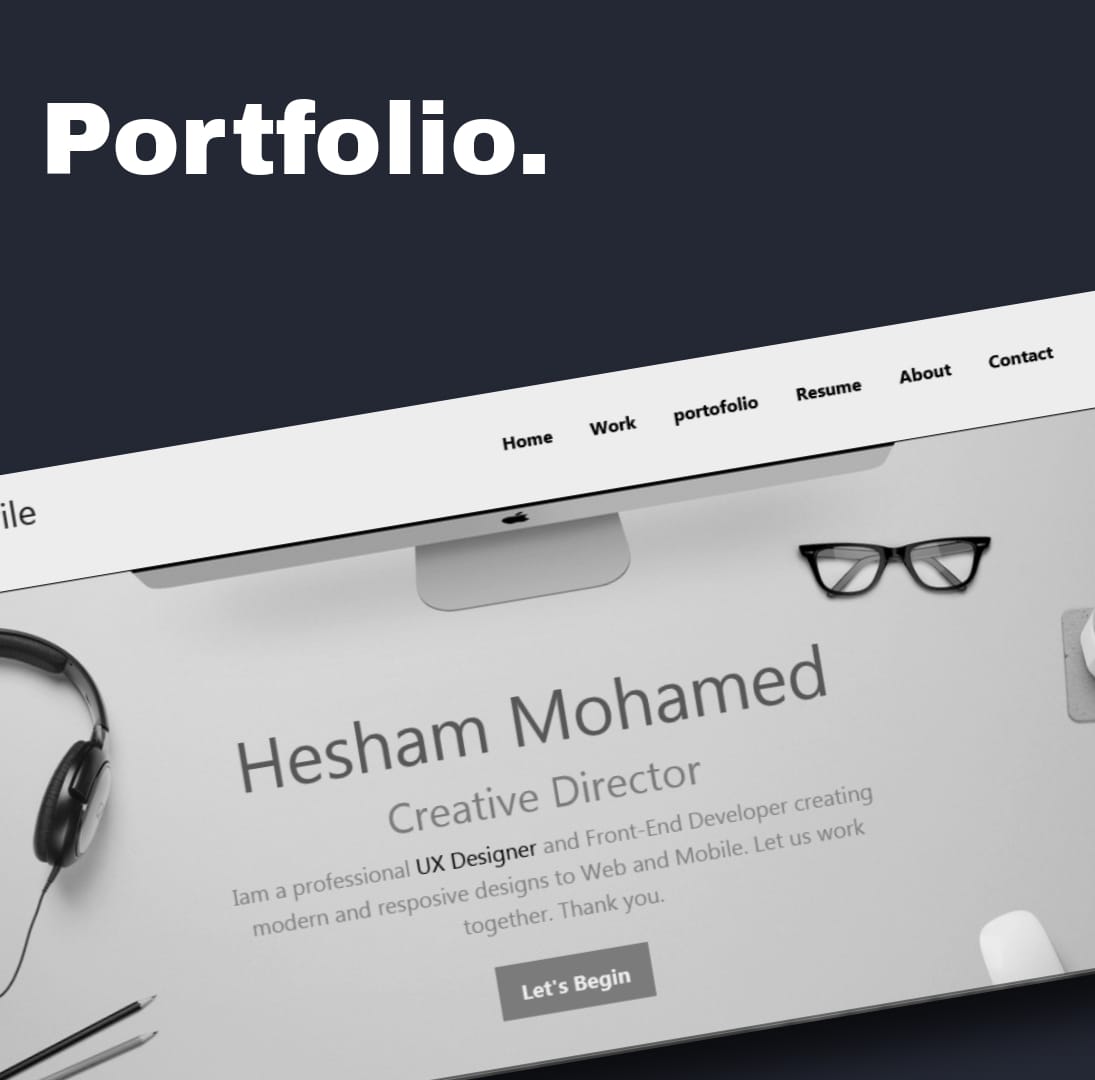 Portfolio.
ile
Home Work portofolio Resume About Contact
Hesham Mohamed
Creative Director
Iam a professional UX Designer and Front-End Developer creating
modern and resposive designs to Web and Mobile. Let us work
together. Thank you.
Let's Begin